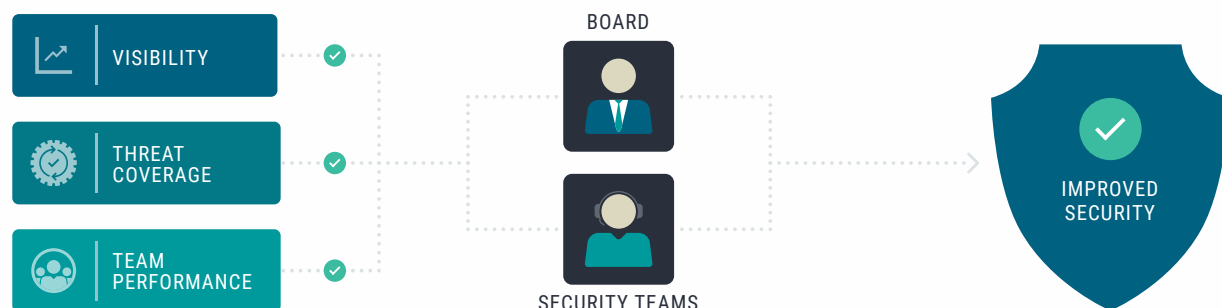 VISIBILITY
THREAT
COVERAGE
TEAM
PERFORMANCE
BOARD
SECURITY TEAMS
IMPROVED
SECURITY